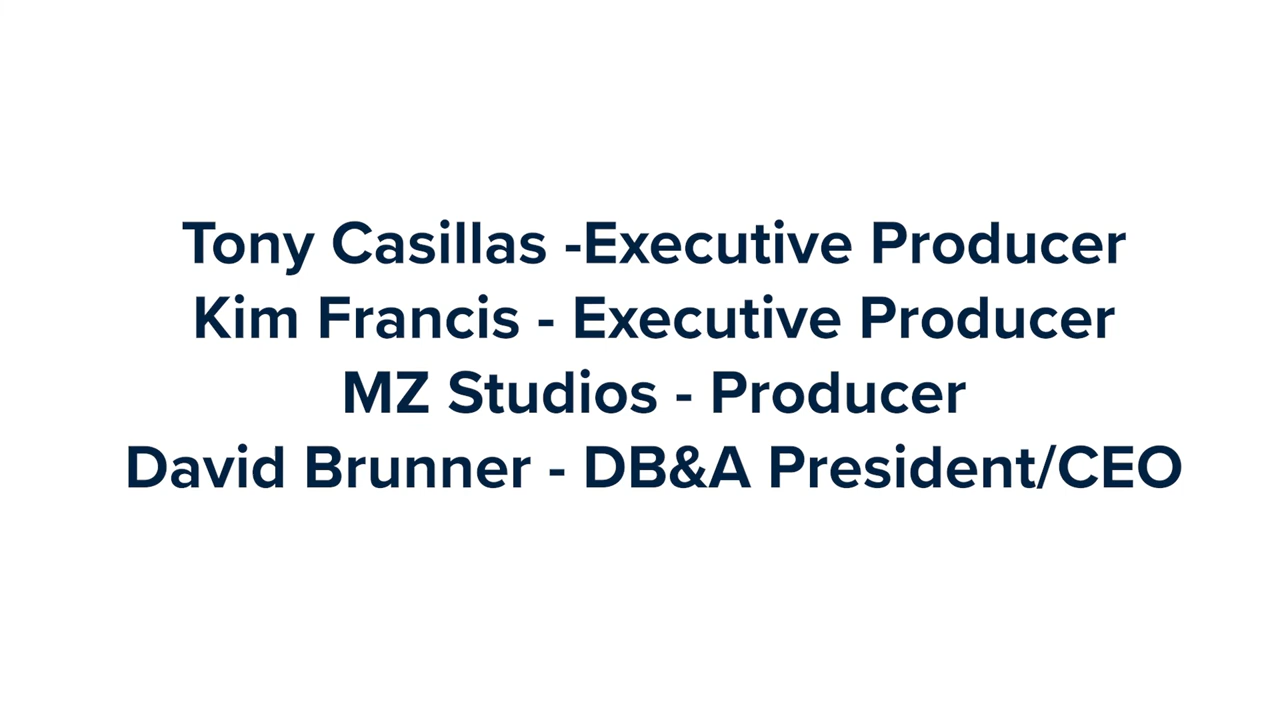 Tony Casillas -Executive Producer
Kim Francis - Executive Producer
MZ Studios - Producer
David Brunner - DB&A President/CEO